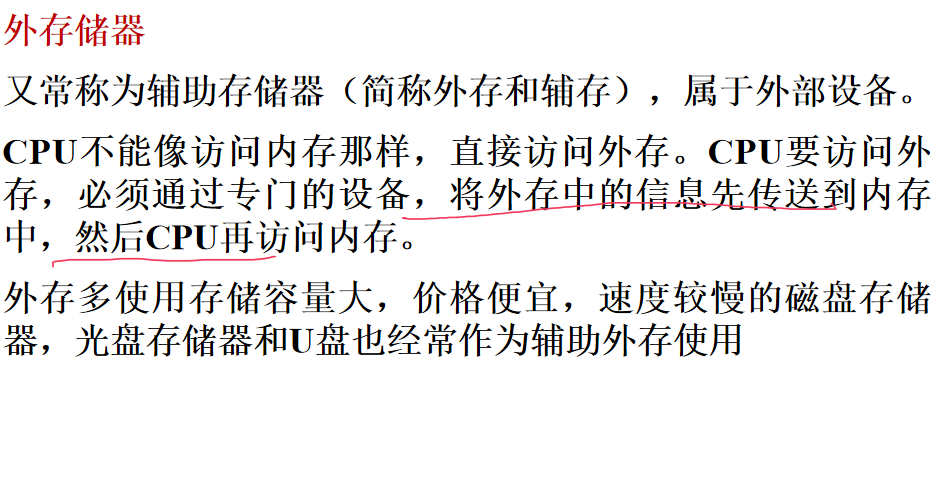 外存储器
又常称为辅助存储器（简称外存和辅存），属于外部设备。
CPU不能像访问内存那样，直接访问外存。CPU要访问外
存，必须通过专门的设备，将外存中的信息先传送到内存
中，然后CPU再访问内存。
外存多使用存储容量大，价格便宜，速度较慢的磁盘存储
器，光盘存储器和U盘也经常作为辅助外存使用